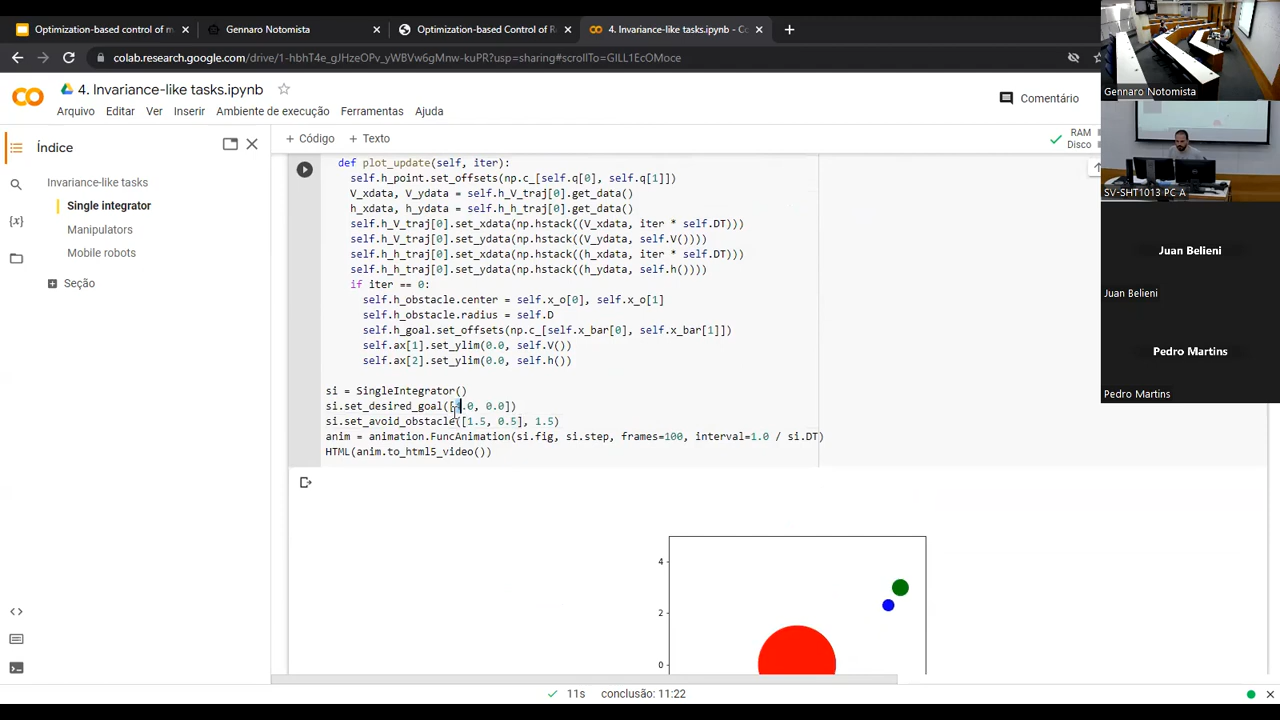 Optimization-based control of m
Gennaro Notomista
Optimization-based Control of R
4. Invariance-like tasks.ipynb - Co
colab.research.google.com/drive/1-hbhT4e_gJHzeOPv_yWBVw6gMnw-kuPR?usp=sharing#scrollTo=GILL1EcOMoce
4. Invariance-like tasks.ipynb
Comentário
Arquivo Editar Ver Inserir Ambiente de execução Ferramentas Ajuda
Índice
+ Código + Texto
RAM
Disco
Invariance-like tasks
Single integrator
Manipulators
Mobile robots
Seção
def plot_update(self, iter):
self.h_point.set_offsets(np.c_[self.q[0], self.q[1]])
V_xdata, V_ydata = self.h_V_traj[0].get_data()
h_xdata, h_ydata = self.h_h_traj[0].get_data()
self.h_V_traj[0].set_xdata(np.hstack((V_xdata, iter * self.DT)))
self.h_V_traj[0].set_ydata(np.hstack((V_ydata, self.V())))
self.h_h_traj[0].set_xdata(np.hstack((h_xdata, iter * self.DT)))
self.h_h_traj[0].set_ydata(np.hstack((h_ydata, self.h())))
if iter == 0:
self.h_obstacle.center = self.x_o[0], self.x_o[1]
self.h_obstacle.radius = self.D
self.h_goal.set_offsets(np.c_[self.x_bar[0], self.x_bar[1]])
self.ax[1].set_ylim(0.0, self.V())
self.ax[2].set_ylim(0.0, self.h())
si = SingleIntegrator()
si.set_desired_goal([ .0, 0.0])
si.set_avoid_obstacle([1.5, 0.5], 1.5)
anim = animation.FuncAnimation(si.fig, si.step, frames=100, interval=1.0 / si.DT)
HTML(anim.to_html5_video())
4
2
0
11s conclusão: 11:22
Gennaro Notomista
SV-SHT1013 PC A
Juan Belieni
Juan Belieni
Pedro Martins
Pedro Martins